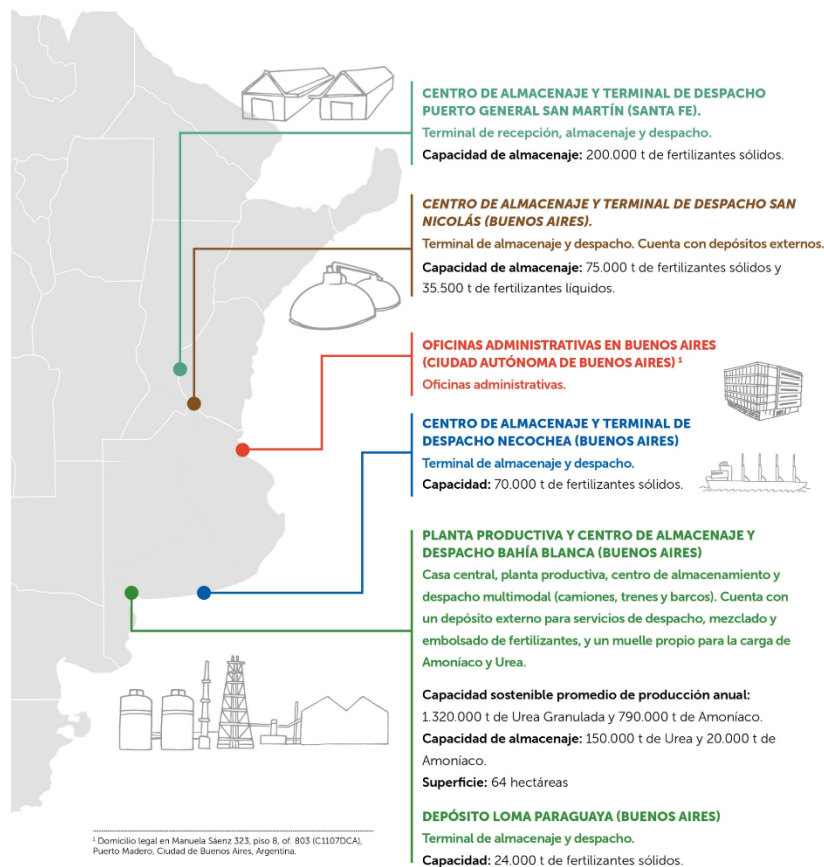 CENTRO DE ALMACENAJE Y TERMINAL DE DESPACHO
PUERTO GENERAL SAN MARTÍN (SANTA FE).
Terminal de recepción, almacenaje y despacho.
Capacidad de almacenaje: 200.000 t de fertilizantes sólidos.
CENTRO DE ALMACENAJE Y TERMINAL DE DESPACHO SAN
NICOLÁS (BUENOS AIRES).
Terminal de almacenaje y despacho. Cuenta con depósitos externos.
Capacidad de almacenaje: 75.000 t de fertilizantes sólidos y
35.500 t de fertilizantes líquidos.
OFICINAS ADMINISTRATIVAS EN BUENOS AIRES
(CIUDAD AUTÓNOMA DE BUENOS AIRES) ¹
Oficinas administrativas.
CENTRO DE ALMACENAJE Y TERMINAL DE
DESPACHO NECOCHEA (BUENOS AIRES)
Terminal de almacenaje y despacho.
Capacidad: 70.000 t de fertilizantes sólidos.
PLANTA PRODUCTIVA Y CENTRO DE ALMACENAJE Y
DESPACHO BAHÍA BLANCA (BUENOS AIRES)
Casa central, planta productiva, centro de almacenamiento y
despacho multimodal (camiones, trenes y barcos). Cuenta con
un depósito externo para servicios de despacho, mezclado y
embolsado de fertilizantes, y un muelle propio para la carga de
Amoníaco y Urea.
Capacidad sostenible promedio de producción anual:
1.320.000 t de Urea Granulada y 790.000 t de Amoníaco.
Capacidad de almacenaje: 150.000 t de Urea y 20.000 t de
Amoníaco.
Superficie: 64 hectáreas
DEPÓSITO LOMA PARAGUAYA (BUENOS AIRES)
Terminal de almacenaje y despacho.
Capacidad: 24.000 t de fertilizantes sólidos.
¹ Domicilio legal en Manuela Sáenz 323, piso 8, of. 803 (C1107DCA),
Puerto Madero, Ciudad de Buenos Aires, Argentina.